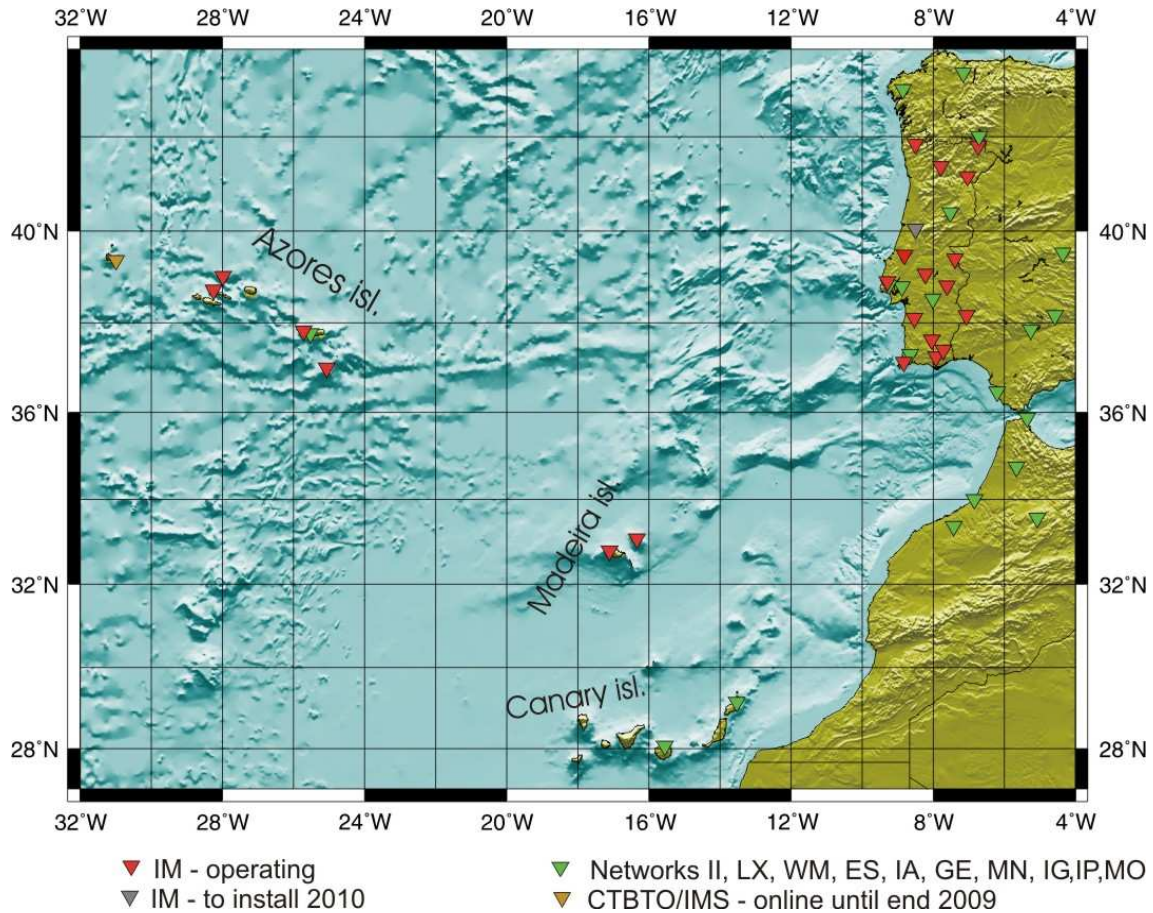 32˚W 28˚W 24˚W 20˚W 16˚W 12˚W 8˚W 4˚W
40˚N 40˚N
Azores isl.
36˚N 36˚N
Madeira isl.
32˚N 32˚N
Canary isl.
28˚N 28˚N
32˚W 28˚W 24˚W 20˚W 16˚W 12˚W 8˚W 4˚W
IM - operating
Networks II, LX, WM, ES, IA, GE, MN, IG,IP,MO
IM - to install 2010
CTBTO/IMS - online until end 2009